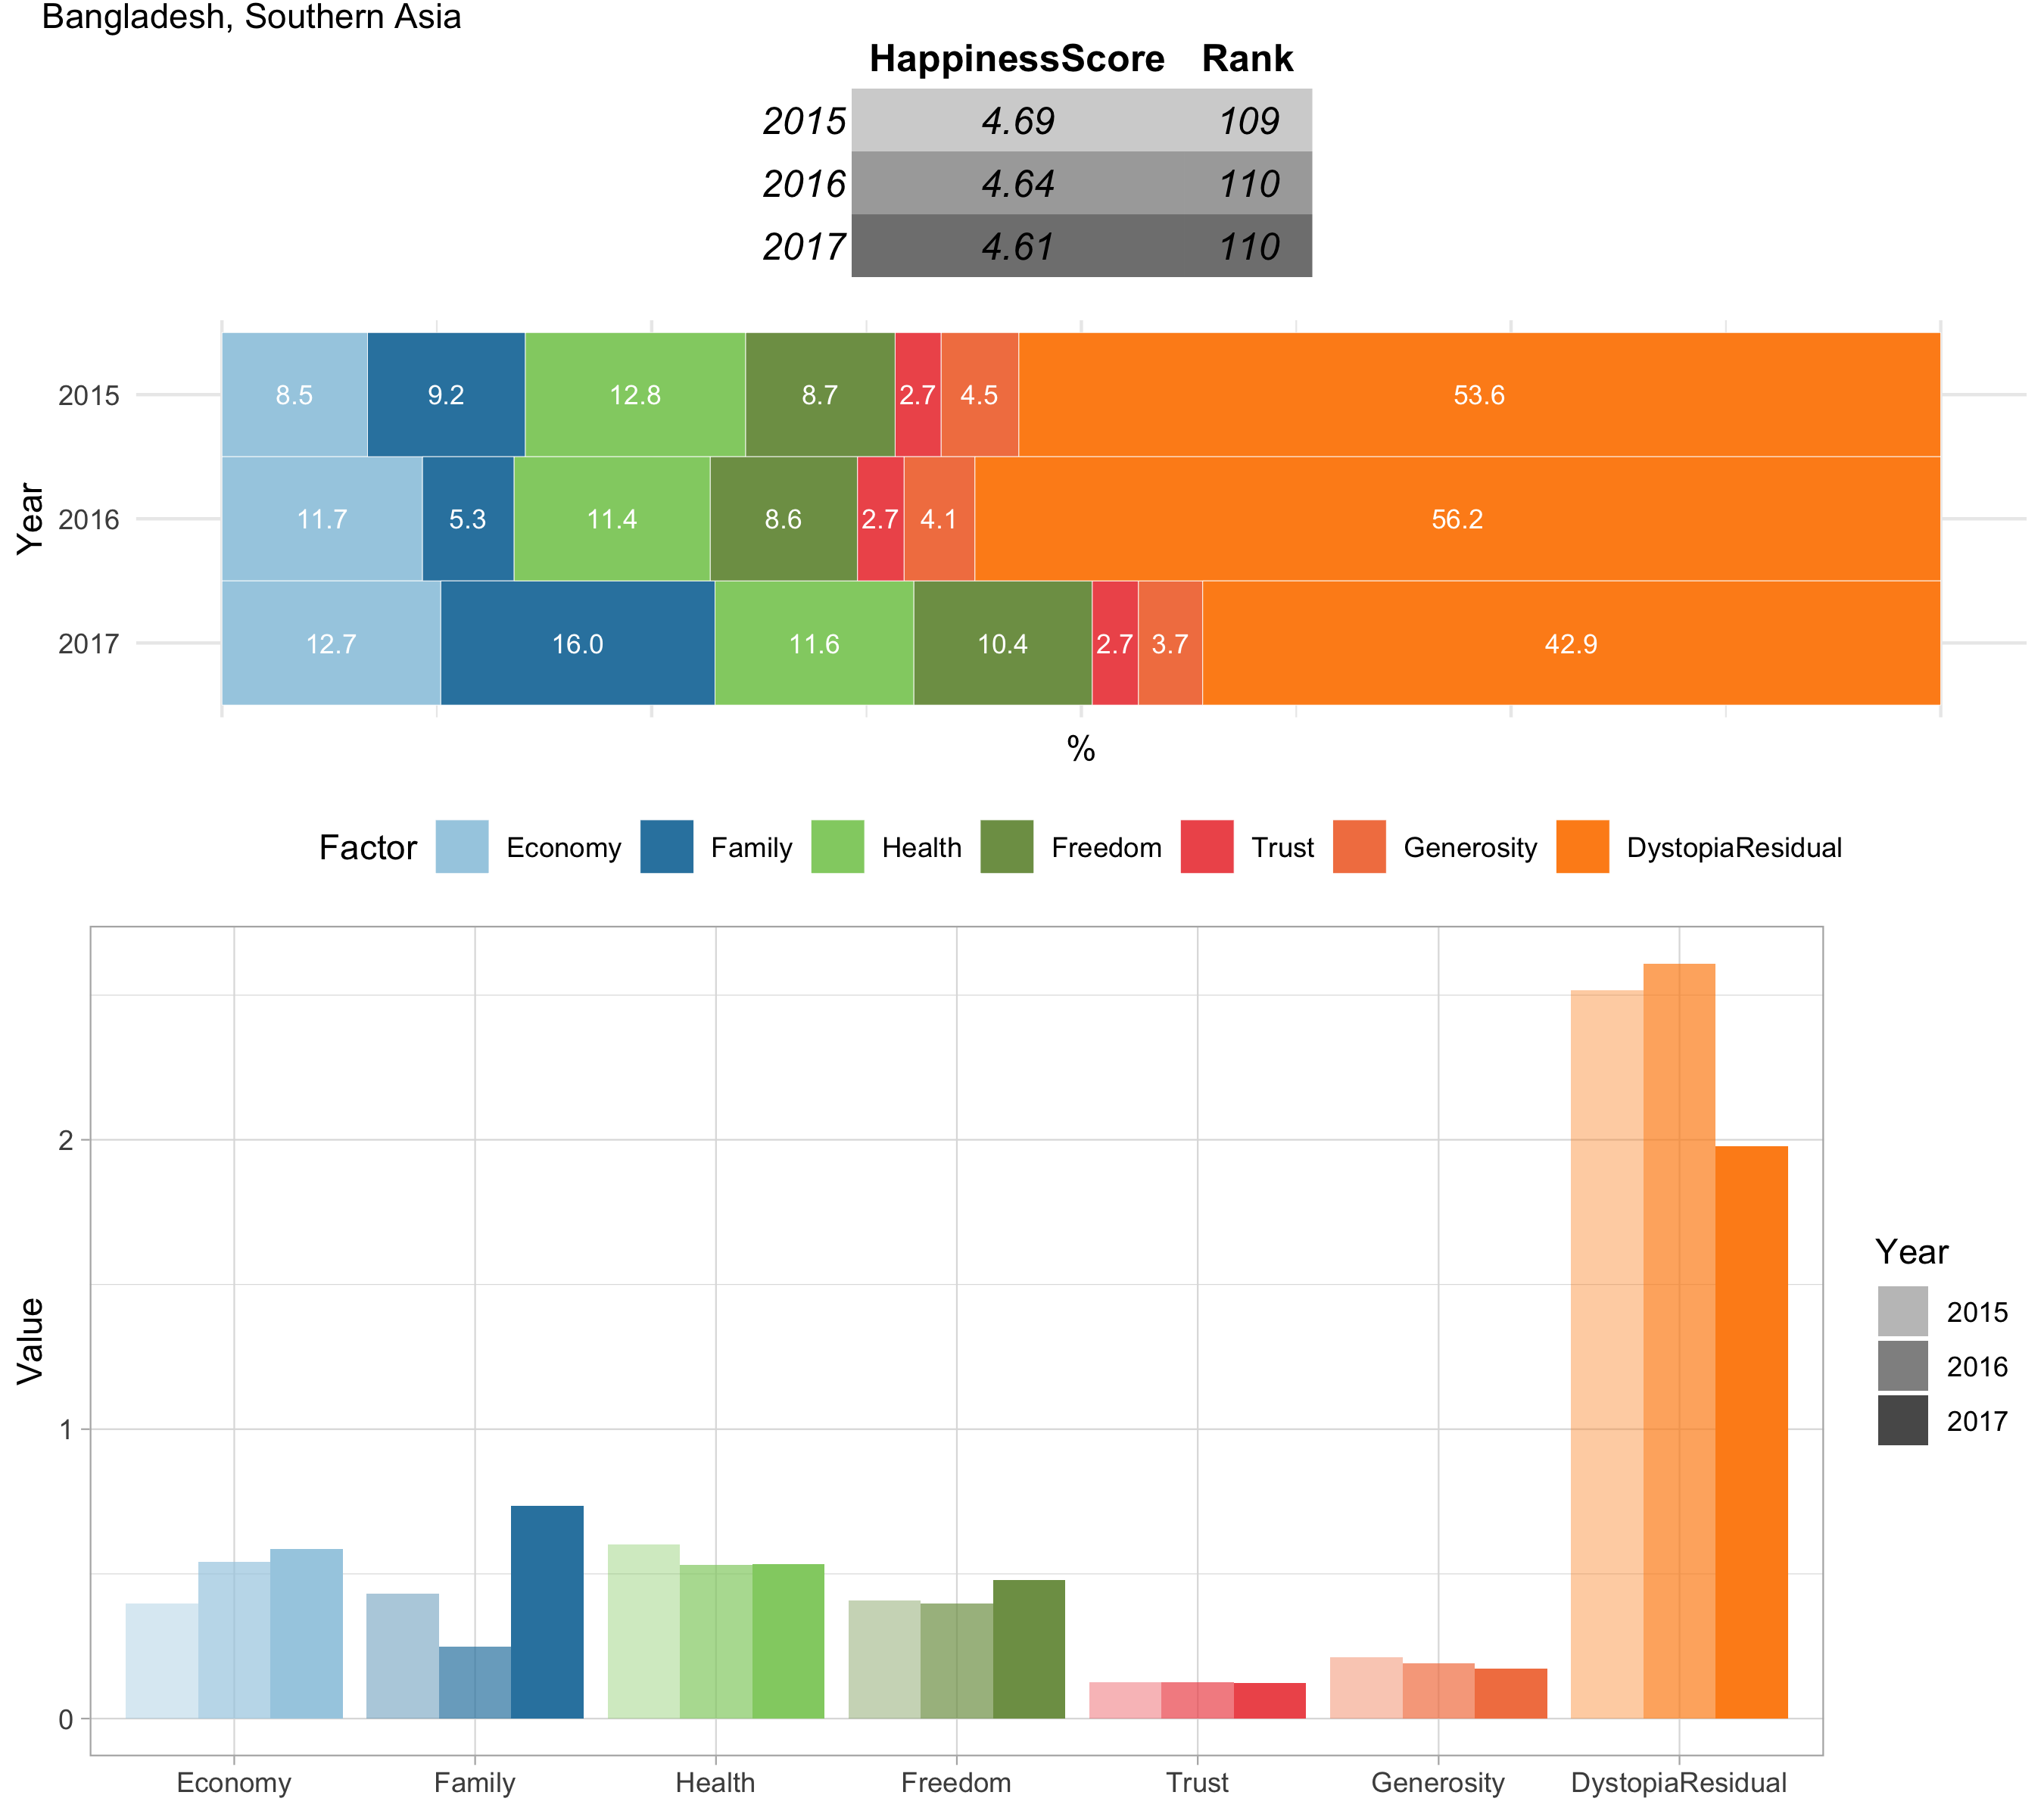 Bangladesh, Southern Asia
HappinessScore Rank
2015 4.69 109
2016 4.64 110
2017 4.61 110
Year
2015 8.5 9.2 12.8 8.7 2.7 4.5 53.6
2016 11.7 5.3 11.4 8.6 2.7 4.1 56.2
2017 12.7 16.0 11.6 10.4 2.7 3.7 42.9
%
Factor Economy Family Health Freedom Trust Generosity DystopiaResidual
Value
2
1
0
Economy Family Health Freedom Trust Generosity DystopiaResidual
Year
2015
2016
2017